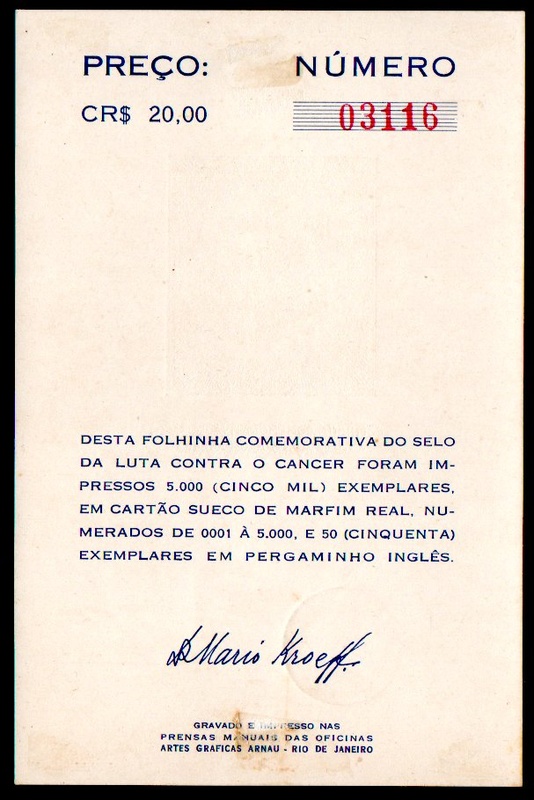 PREÇO: NÚMERO
CR$ 20,00 03116
DESTA FOLHINHA COMEMORATIVA DO SELO
DA LUTA CONTRA O CANCER FORAM IM-
PRESSOS 5.000 (CINCO MIL) EXEMPLARES,
EM CARTÃO SUECO DE MARFIM REAL, NU-
MERADOS DE 0001 À 5.000, E 50 (CINQUENTA)
EXEMPLARES EM PERGAMINHO INGLÊS.
Dr Mario Kroeff.
GRAVADO E IMPRESSO NAS
PRENSAS MANUAIS DAS OFICINAS
ARTES GRAFICAS ARNAU - RIO DE JANEIRO